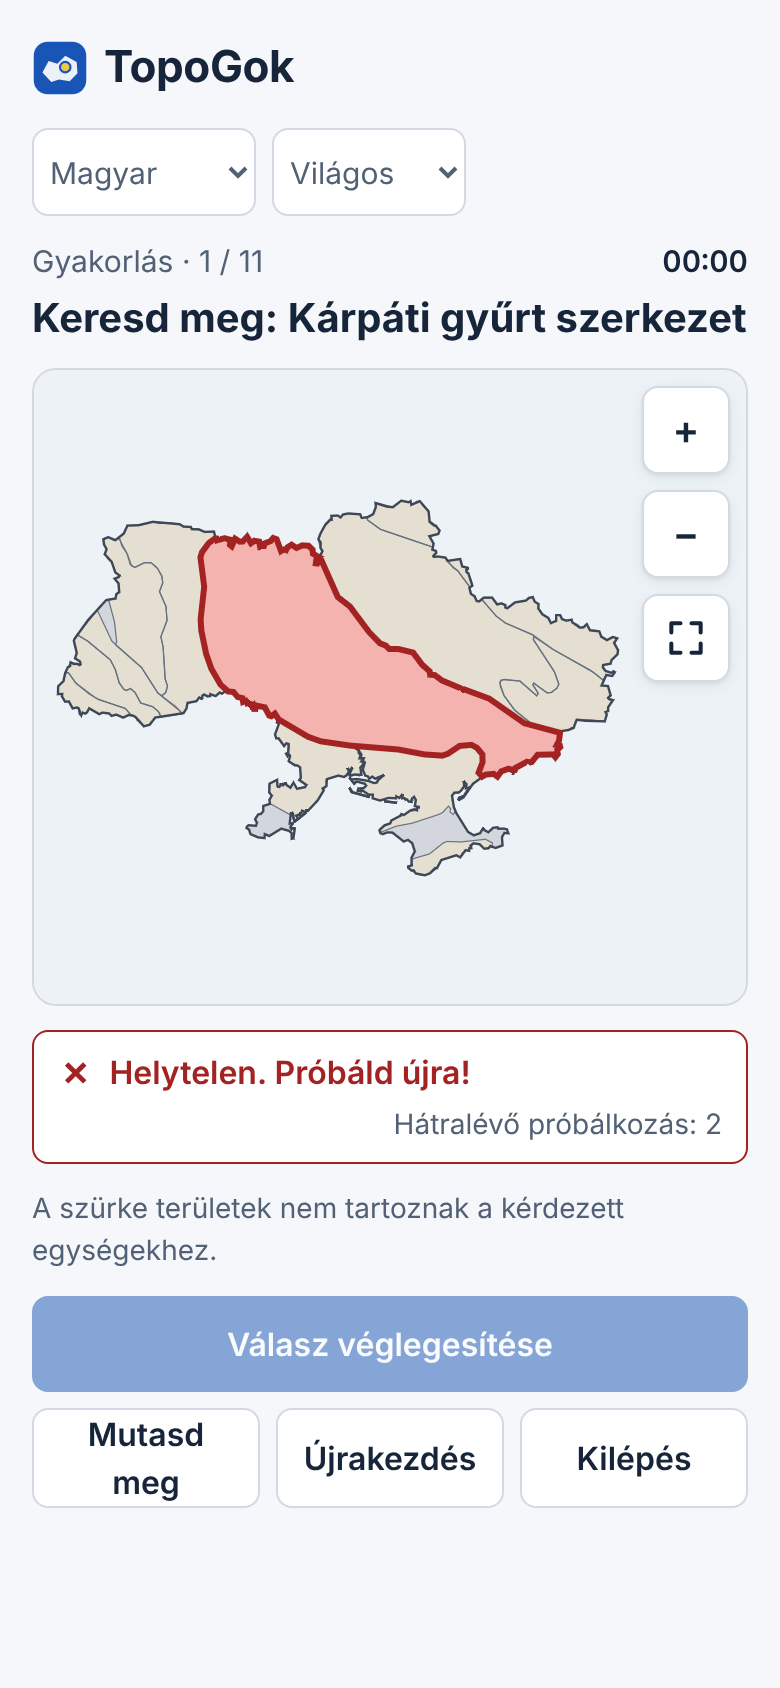 TopoGok
Magyar
Világos
Gyakorlás · 1 / 11
00:00
Keresd meg: Kárpáti gyűrt szerkezet
+
−
✕ Helytelen. Próbáld újra!
Hátralévő próbálkozás: 2
A szürke területek nem tartoznak a kérdezett
egységekhez.
Válasz véglegesítése
Mutasd
meg
Újrakezdés
Kilépés